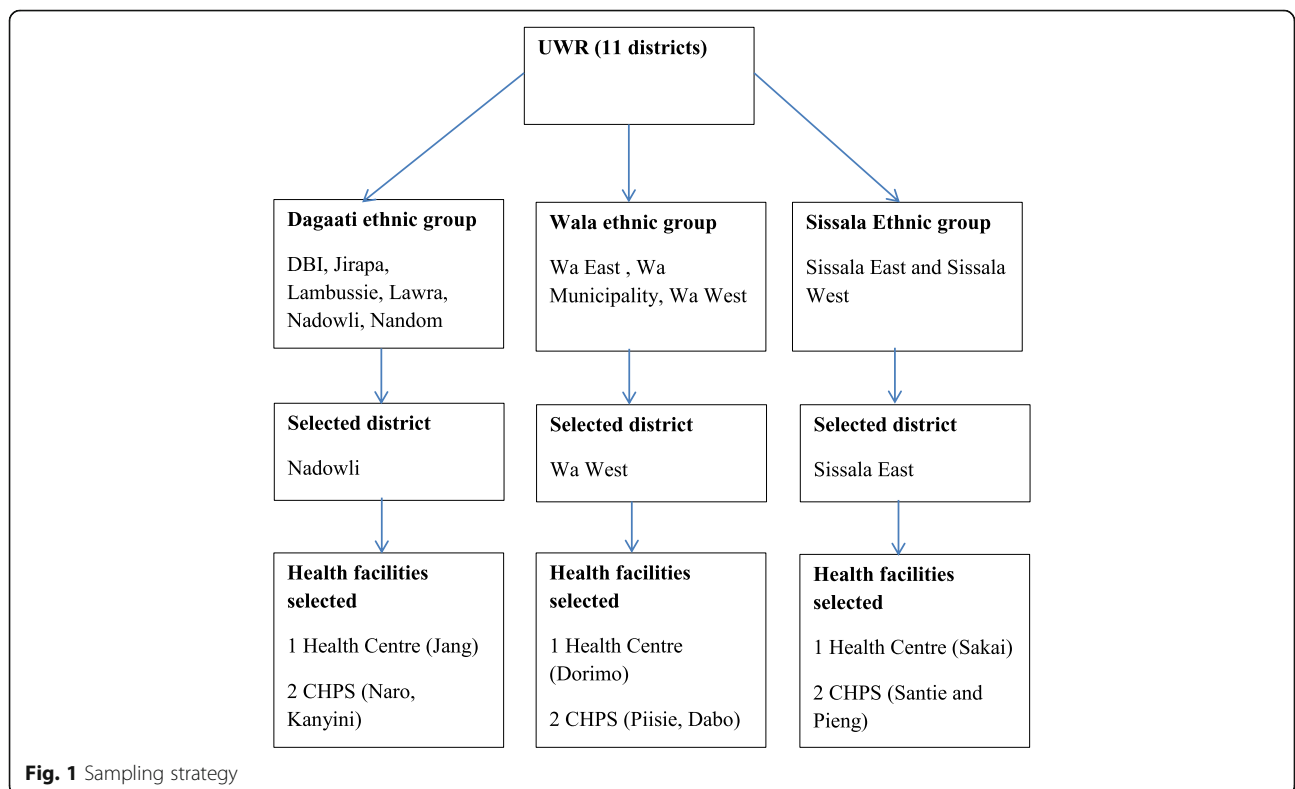 UWR (11 districts)
Dagaati ethnic group
DBI, Jirapa,
Lambussie, Lawra,
Nadowli, Nandom
Wala ethnic group
Wa East , Wa
Municipality, Wa West
Sissala Ethnic group
Sissala East and Sissala
West
Selected district
Nadowli
Selected district
Wa West
Selected district
Sissala East
Health facilities
selected
1 Health Centre (Jang)
2 CHPS (Naro,
Kanyini)
Health facilities
selected
1 Health Centre
(Dorimo)
2 CHPS (Piisie, Dabo)
Health facilities
selected
1 Health Centre (Sakai)
2 CHPS (Santie and
Pieng)
Fig. 1 Sampling strategy